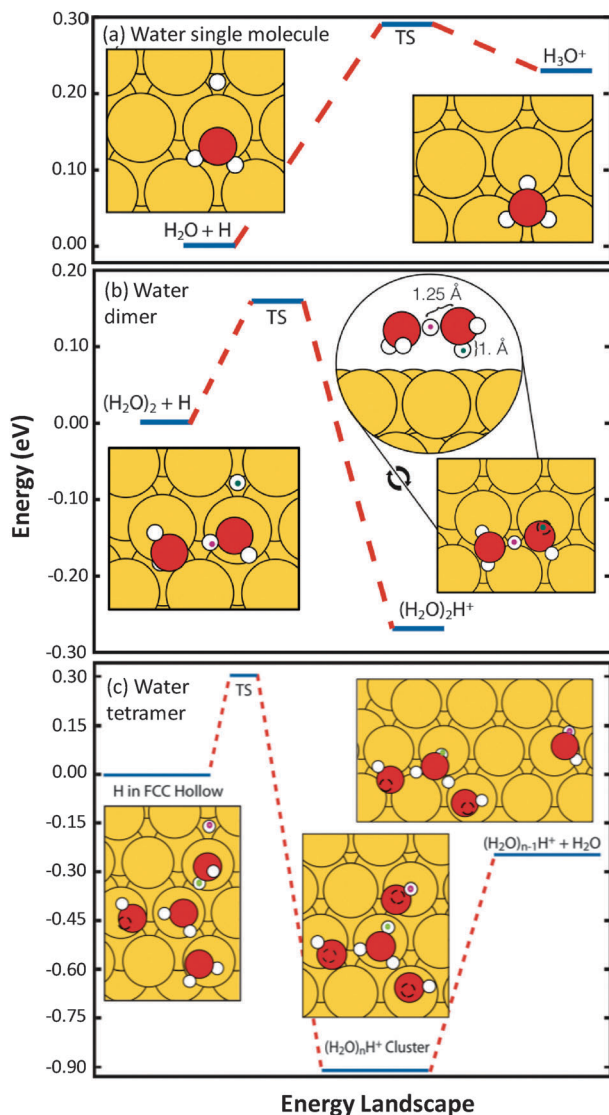 (a) Water single molecule
0.30
0.20
0.10
0.00
TS
H₃O⁺
H₂O + H
(b) Water
dimer
0.20
0.10
0.00
-0.10
-0.20
-0.30
TS
(H₂O)₂ + H
1.25 Å
1. Å
(H₂O)₂H⁺
Energy (eV)
(c) Water
tetramer
0.30
0.15
0.00
-0.15
-0.30
-0.45
-0.60
-0.75
-0.90
TS
H in FCC Hollow
(H₂O)ₙ₋₁H⁺ + H₂O
(H₂O)ₙH⁺ Cluster
Energy Landscape